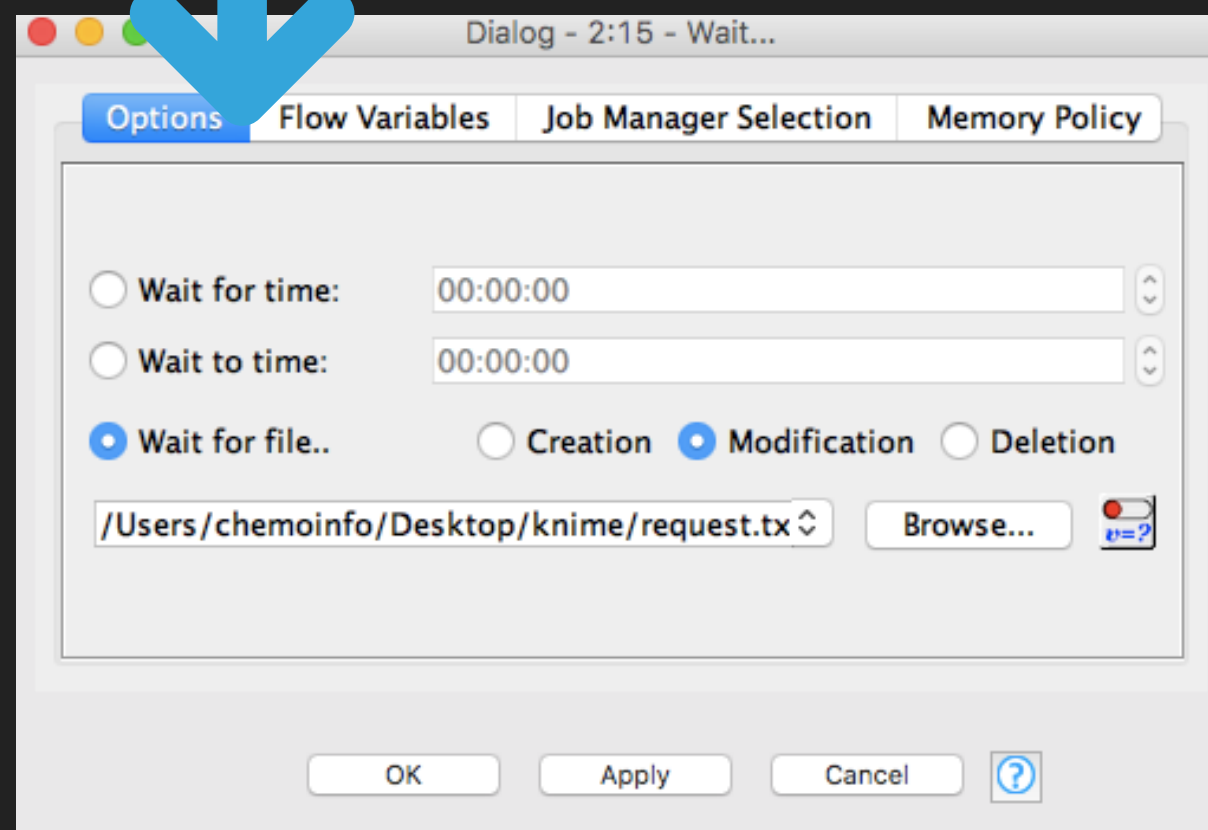 Dialog - 2:15 - Wait...
Options Flow Variables Job Manager Selection Memory Policy
Wait for time: 00:00:00
Wait to time: 00:00:00
Wait for file.. Creation Modification Deletion
/Users/chemoinfo/Desktop/knime/request.tx Browse... v=?
OK Apply Cancel ?